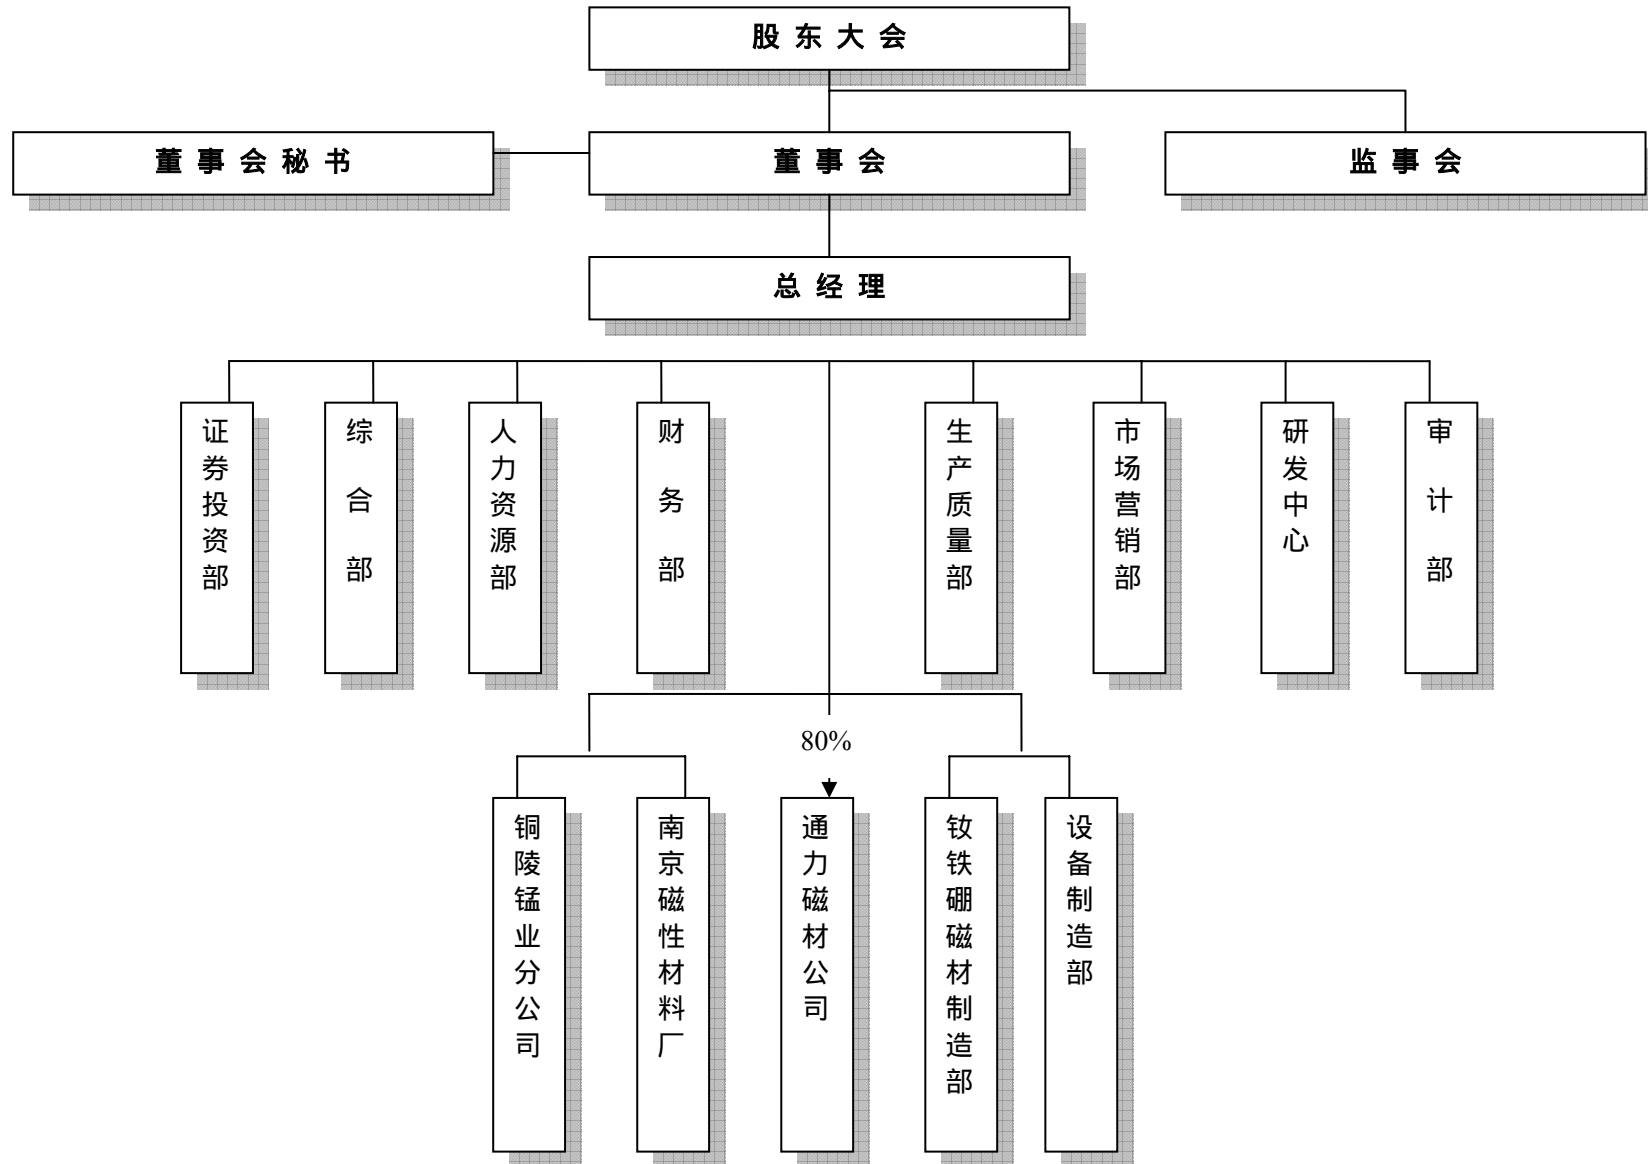 股东大会
董事会秘书
董事会
监事会
总经理
证券投资部
综合部
人力资源部
财务部
生产质量部
市场营销部
研发中心
审计部
80%
铜陵锰业分公司
南京磁性材料厂
通力磁材公司
钕铁硼磁材制造部
设备制造部